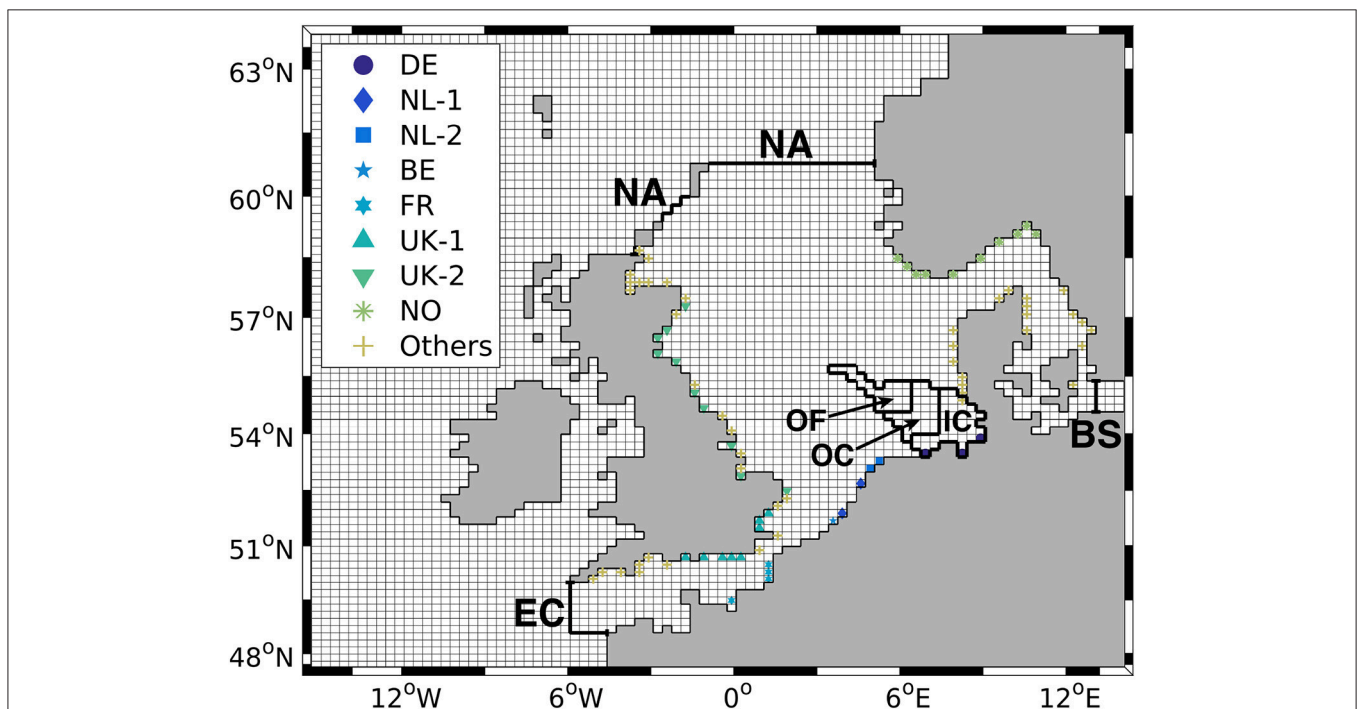 63°N
60°N
57°N
54°N
51°N
48°N
DE
NL-1
NL-2
BE
FR
UK-1
UK-2
NO
Others
NA
NA
OF
OC
IC
BS
EC
12°W
6°W
0°
6°E
12°E